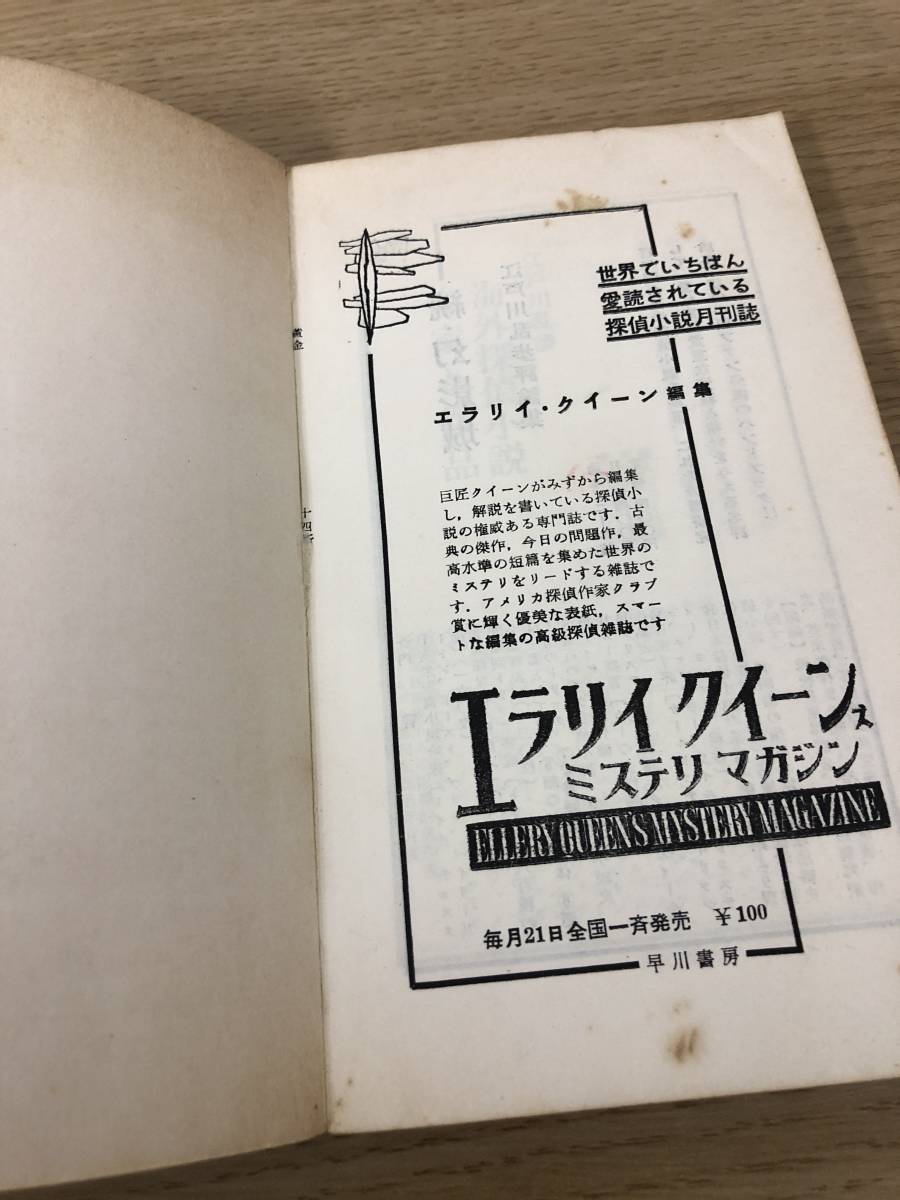 世界でいちばん
愛読されている
探偵小説月刊誌
エラリイ・クイーン編集
巨匠クイーンがみずから編集
し，解説を書いている探偵小
説の権威ある専門誌です．古
典の傑作，今日の問題作，最
高水準の短篇を集めた世界の
ミステリをリードする雑誌で
す．アメリカ探偵作家クラブ
賞に輝く優美な表紙，スマー
トな編集の高級探偵雑誌です
エラリイ クイーンズ
ミステリ マガジン
ELLERY QUEEN'S MYSTERY MAGAZINE
毎月21日全国一斉発売 ￥100
早川書房